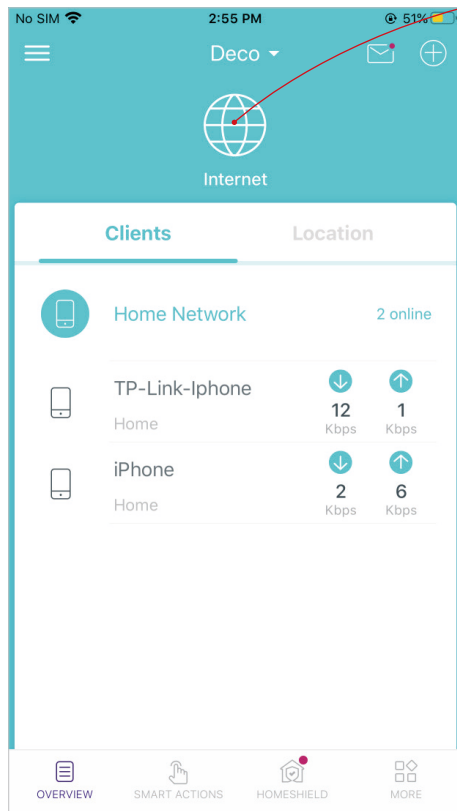 No SIM 2:55 PM 51%
Deco
Internet
Clients Location
Home Network 2 online
TP-Link-Iphone
Home
12 1
Kbps Kbps
iPhone
Home
2 6
Kbps Kbps
OVERVIEW SMART ACTIONS HOMESHIELD MORE